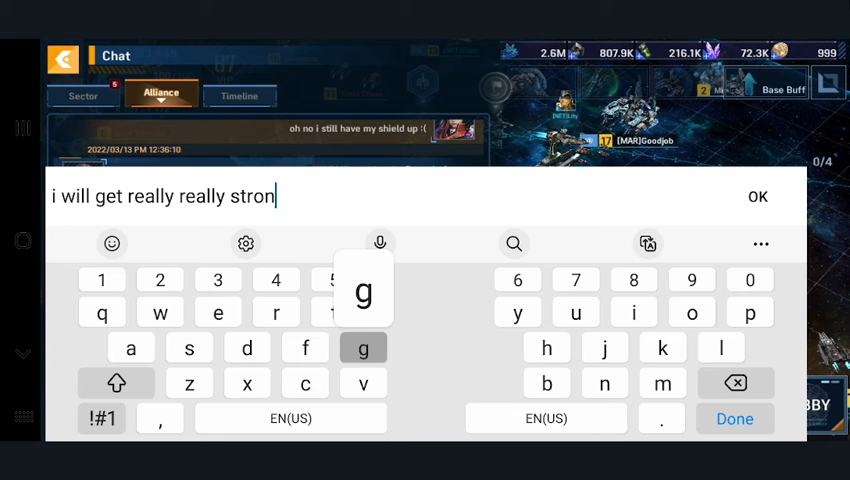 Chat
2.6M
807.9K
216.1K
72.3K
999
Sector
5
Alliance
Timeline
2
Base Buff
oh no i still have my shield up :(
2022/03/13 PM 12:36:10
17 [MAR]Goodjob
0/4
i will get really really stron
OK
1 2 3 4 6 7 8 9 0
g
q w e r y u i o p
a s d f g h j k l
z x c v b n m
!#1 , EN(US) EN(US) . Done